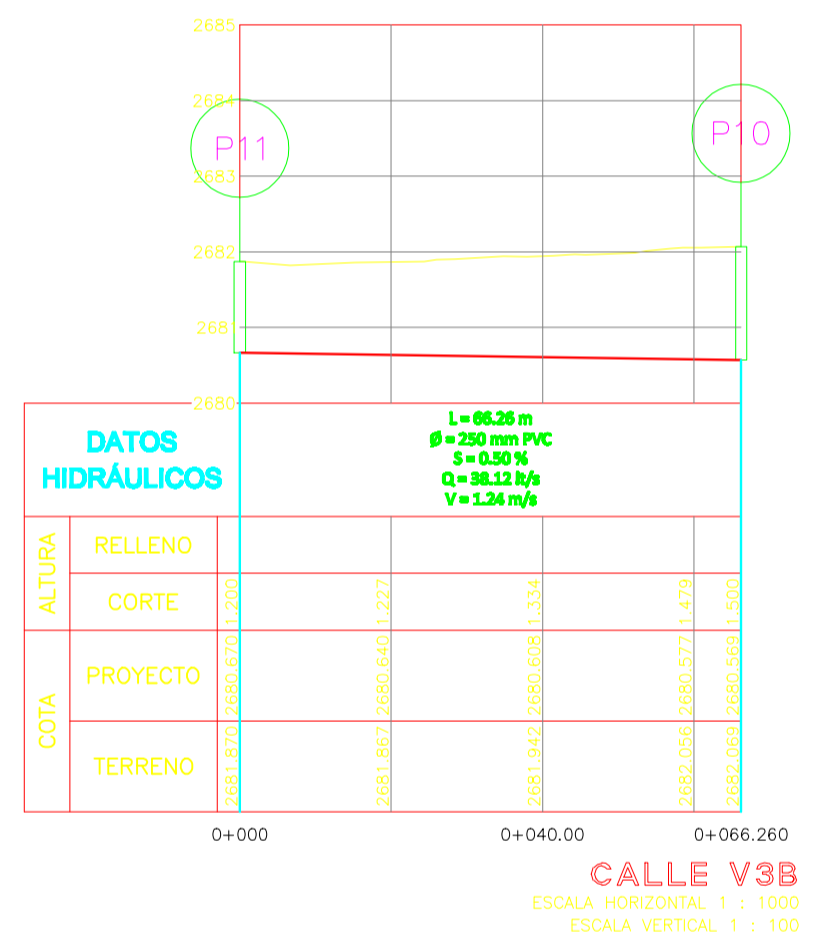 2685
2684
2683
2682
2681
2680
P11
P10
DATOS
HIDRÁULICOS
L = 66.26 m
Ø = 250 mm PVC
S = 0.50 %
Q = 38.12 lt/s
V = 1.24 m/s
ALTURA
RELLENO
CORTE
1.200
1.227
1.334
1.479
1.500
COTA
PROYECTO
2680.670
2680.640
2680.608
2680.577
2680.569
TERRENO
2681.870
2681.867
2681.942
2682.056
2682.069
0+000
0+040.00
0+066.260
CALLE V3B
ESCALA HORIZONTAL 1 : 1000
ESCALA VERTICAL 1 : 100